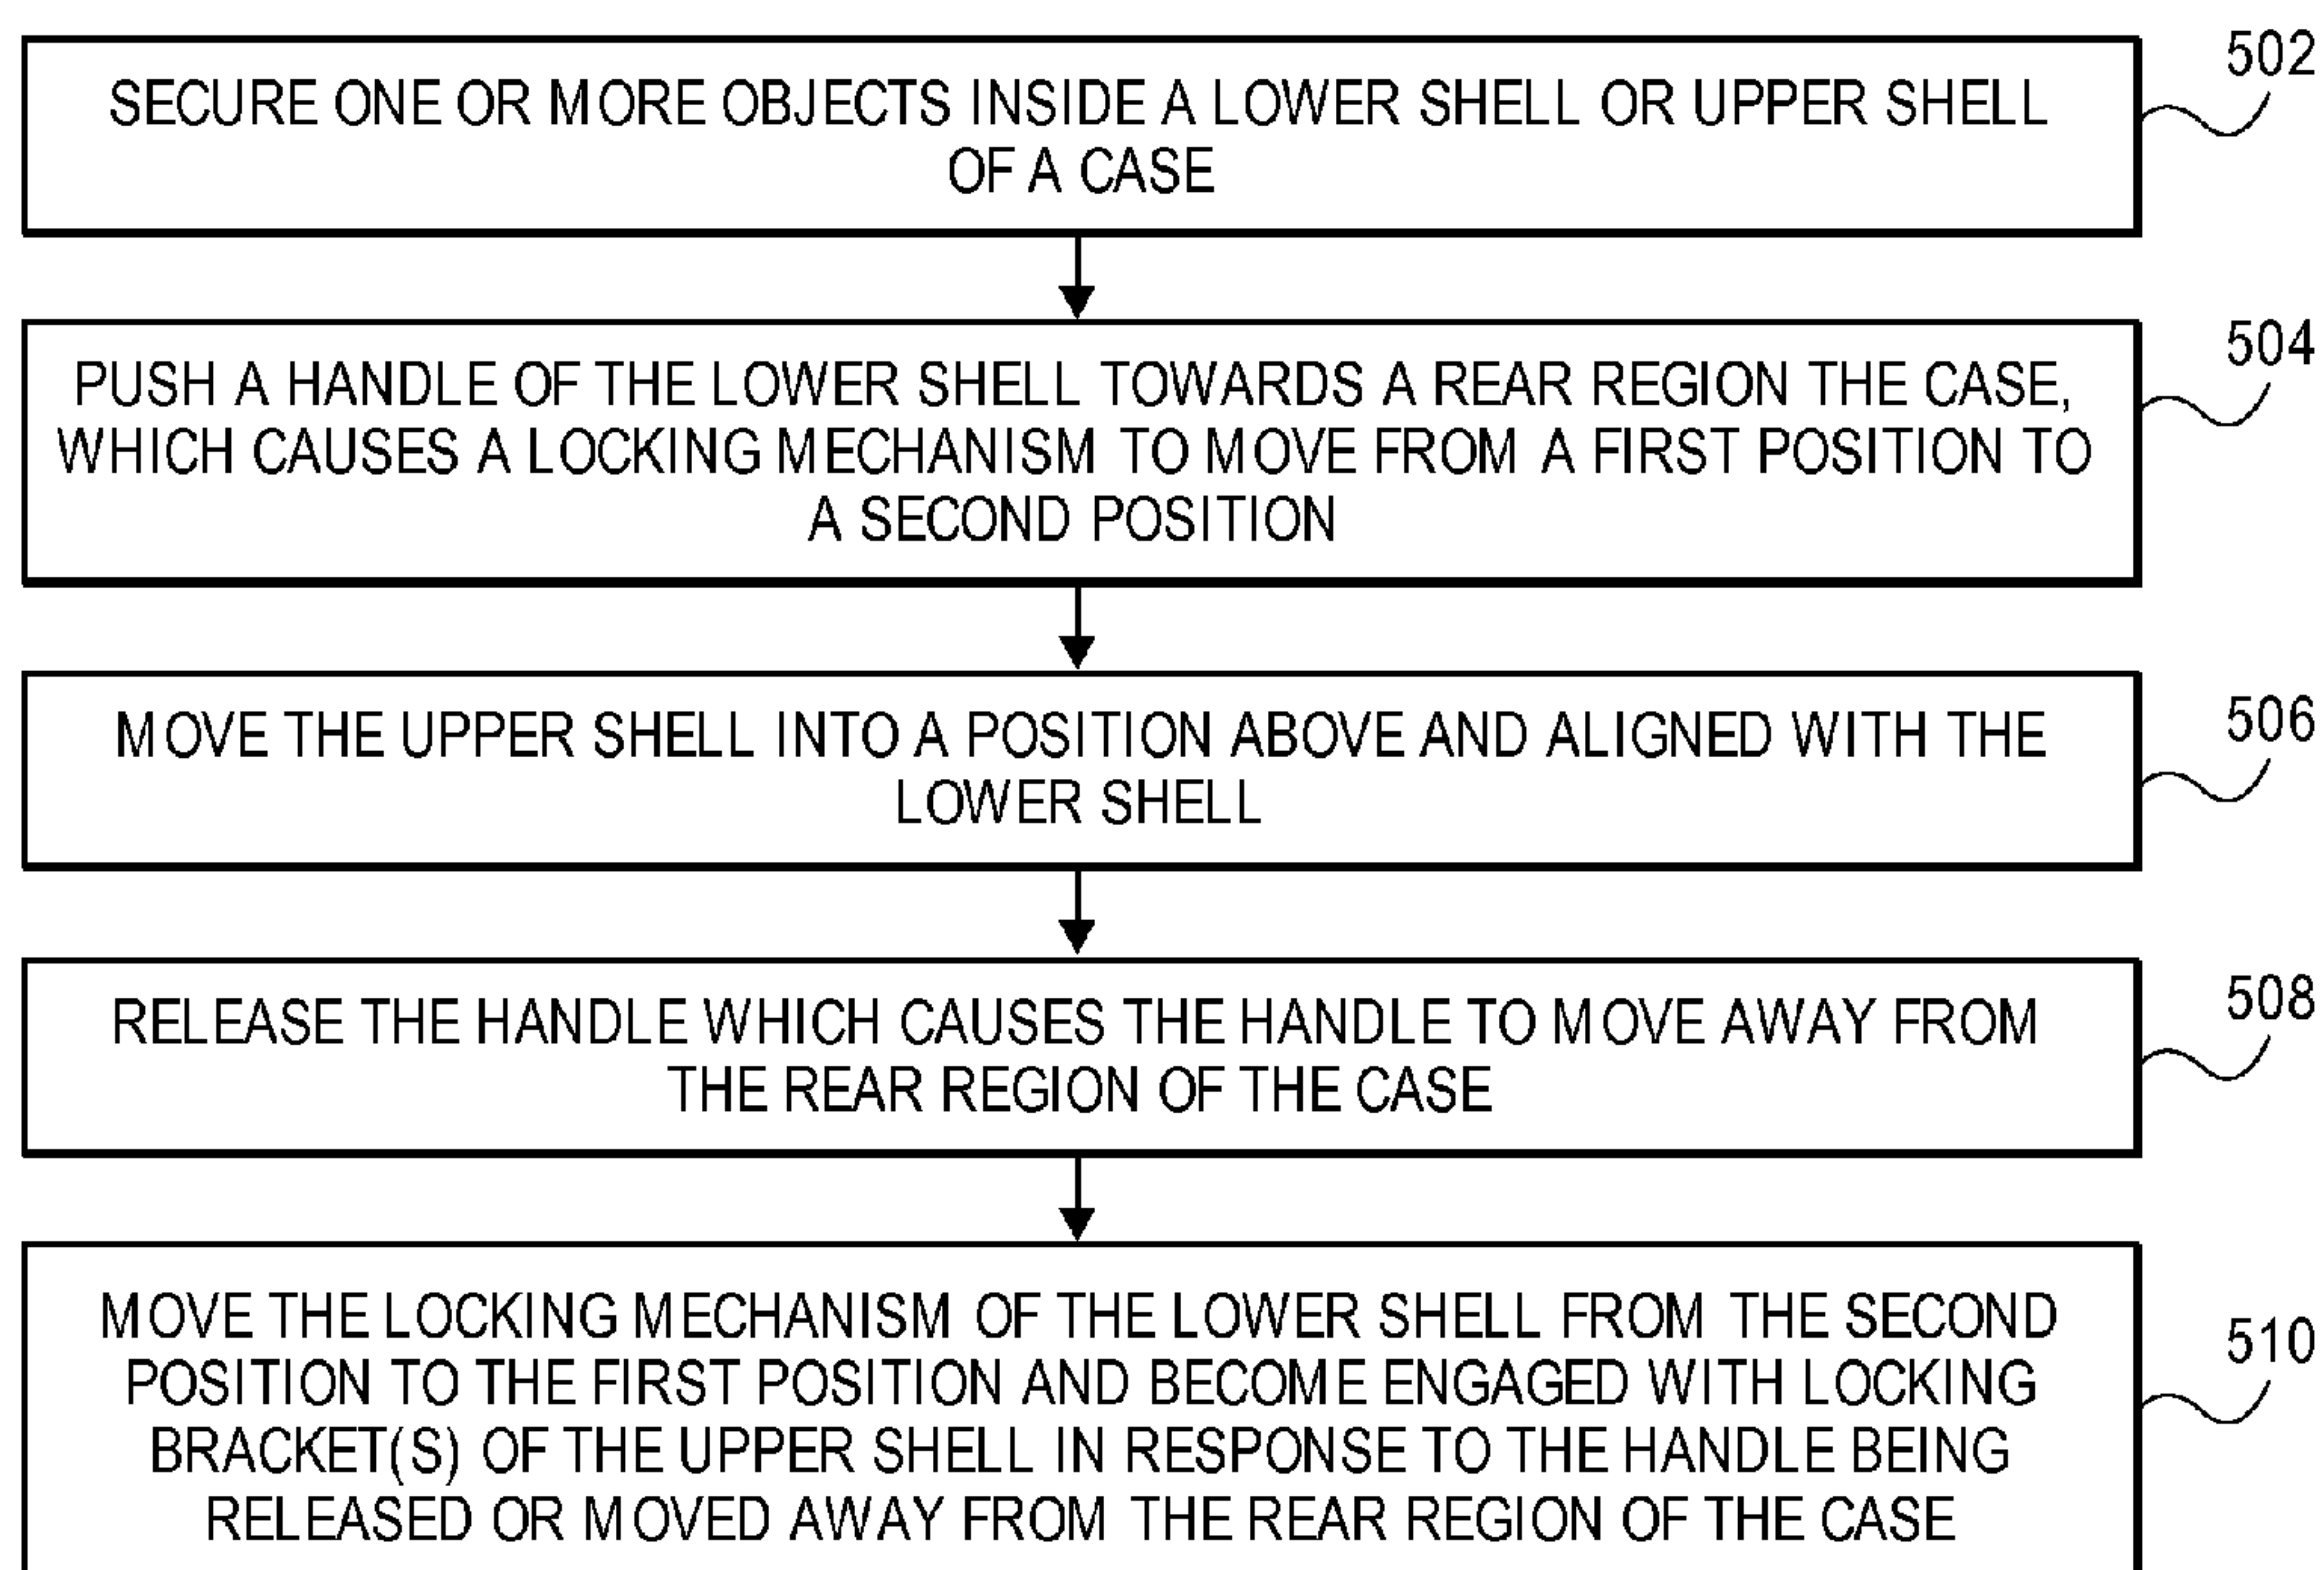 502
SECURE ONE OR MORE OBJECTS INSIDE A LOWER SHELL OR UPPER SHELL
OF A CASE
504
PUSH A HANDLE OF THE LOWER SHELL TOWARDS A REAR REGION THE CASE,
WHICH CAUSES A LOCKING MECHANISM TO MOVE FROM A FIRST POSITION TO
A SECOND POSITION
506
MOVE THE UPPER SHELL INTO A POSITION ABOVE AND ALIGNED WITH THE
LOWER SHELL
508
RELEASE THE HANDLE WHICH CAUSES THE HANDLE TO MOVE AWAY FROM
THE REAR REGION OF THE CASE
510
MOVE THE LOCKING MECHANISM OF THE LOWER SHELL FROM THE SECOND
POSITION TO THE FIRST POSITION AND BECOME ENGAGED WITH LOCKING
BRACKET(S) OF THE UPPER SHELL IN RESPONSE TO THE HANDLE BEING
RELEASED OR MOVED AWAY FROM THE REAR REGION OF THE CASE